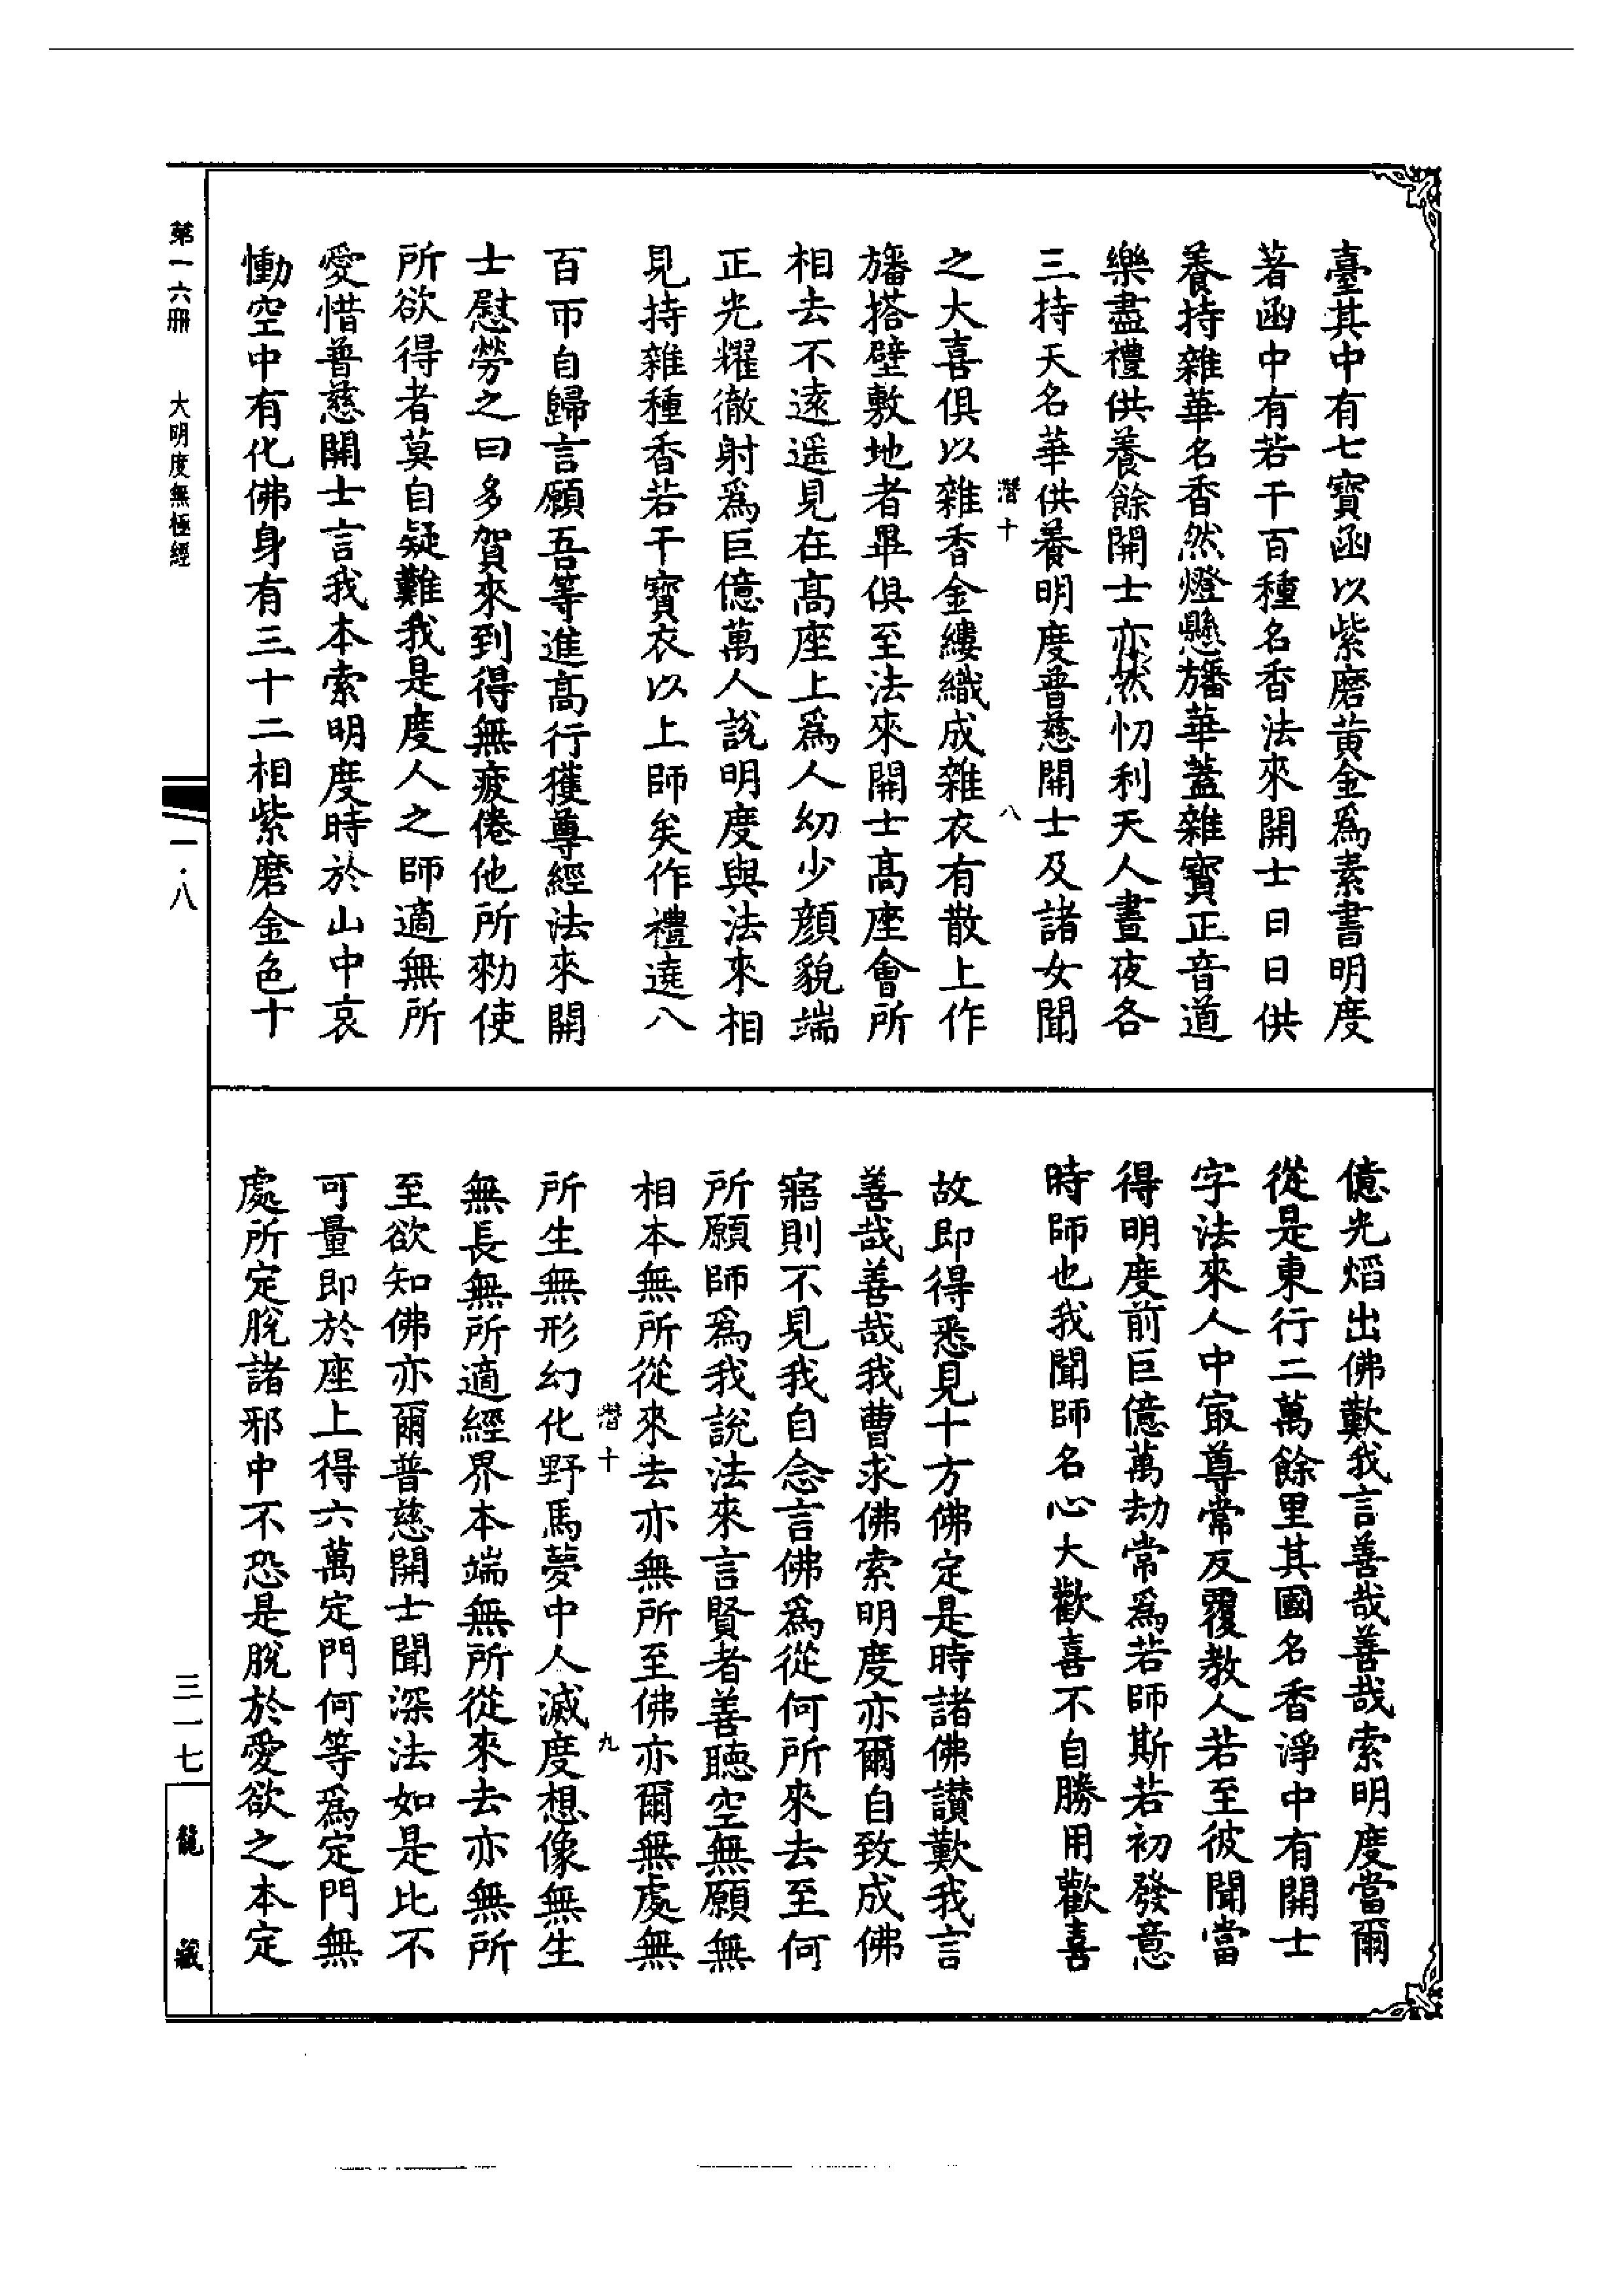 臺其中有七寶函以紫磨黄金爲素書明度
著函中有若干百種名香法來開士日日供
養持雜華名香然燈懸旛華蓋雜寶正音道
樂盡禮供養餘開士亦然忉利天人晝夜各
三持天名華供養明度普慈開士及諸女聞
潛十 八
之大喜俱以雜香金縷織成雜衣有散上作
旛搭壁敷地者畢俱至法來開士高座會所
相去不遠遥見在高座上爲人幼少顔貌端
正光耀徹射爲巨億萬人說明度與法來相
見持雜種香若干寶衣以上師矣作禮遶八
百帀自歸言願吾等進高行獲尊經法來開
士慰勞之曰多賀來到得無疲倦他所勑使
所欲得者莫自疑難我是度人之師適無所
愛惜普慈開士言我本索明度時於山中哀
慟空中有化佛身有三十二相紫磨金色十
億光熖出佛歎我言善哉善哉索明度當爾
從是東行二萬餘里其國名香淨中有開士
字法來人中㝡尊常反覆教人若至彼聞當
得明度前巨億萬劫常爲若師斯若初發意
時師也我聞師名心大歡喜不自勝用歡喜
故即得悉見十方佛定是時諸佛讃歎我言
善哉善哉我曹求佛索明度亦爾自致成佛
寤則不見我自念言佛爲從何所來去至何
所願師爲我説法來言賢者善聽空無願無
相本無所從來去亦無所至佛亦爾無處無
潛十 九
所生無形幻化野馬夢中人滅度想像無生
無長無所適經界本端無所從來去亦無所
至欲知佛亦爾普慈開士聞深法如是比不
可量即於座上得六萬定門何等爲定門無
處所定脫諸邪中不恐是脫於愛欲之本定
第一六冊 大明度無極經
一·八
三一七
龍藏